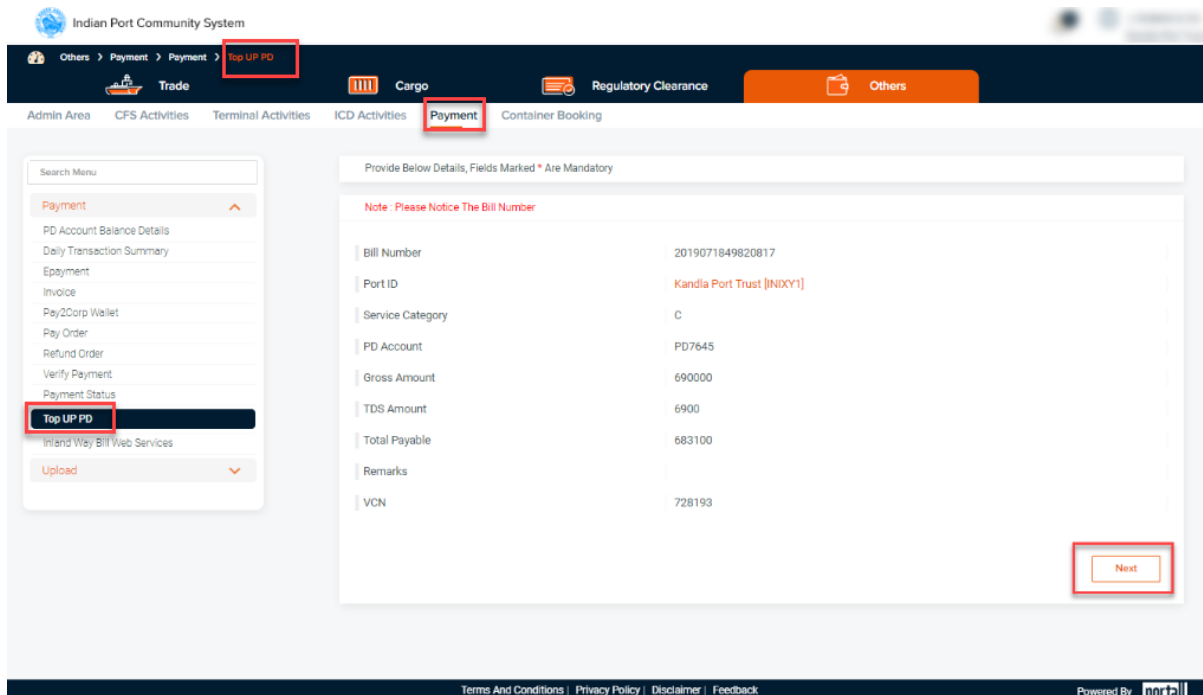 Indian Port Community System
Others > Payment > Payment > Top UP PD
Trade Cargo Regulatory Clearance Others
Admin Area CFS Activities Terminal Activities ICD Activities Payment Container Booking
Search Menu
Payment
PD Account Balance Details
Daily Transaction Summary
Epayment
Invoice
Pay2Corp Wallet
Pay Order
Refund Order
Verify Payment
Payment Status
Top UP PD
Inland Way Bill Web Services
Upload
Provide Below Details, Fields Marked * Are Mandatory
Note : Please Notice The Bill Number
Bill Number 2019071849820817
Port ID Kandla Port Trust [INIXY1]
Service Category C
PD Account PD7645
Gross Amount 690000
TDS Amount 6900
Total Payable 683100
Remarks
VCN 728193
Next
Terms And Conditions | Privacy Policy | Disclaimer | Feedback
Powered By